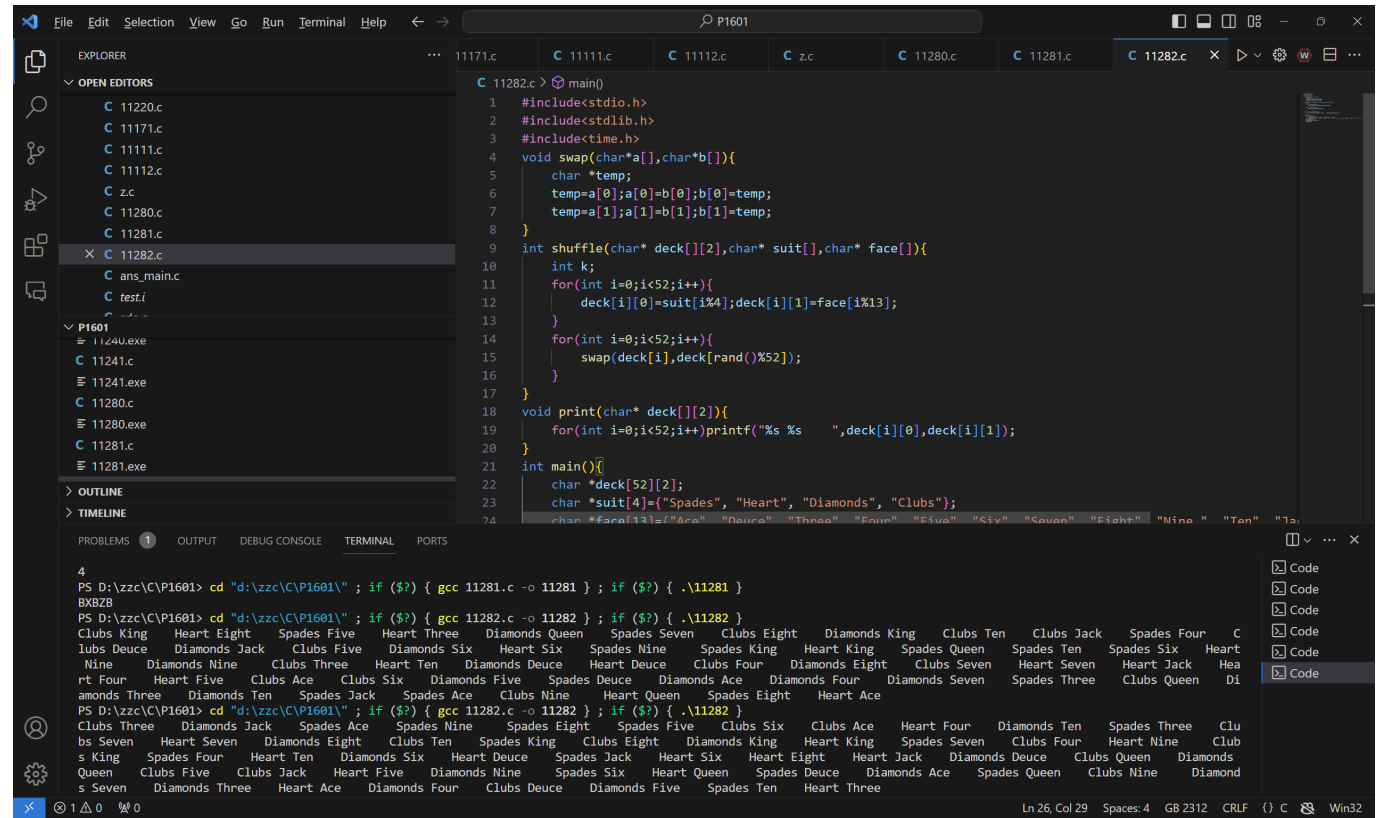 File Edit Selection View Go Run Terminal Help ← → P1601
EXPLORER ···
OPEN EDITORS
C 11220.c
C 11171.c
C 11111.c
C 11112.c
C z.c
C 11280.c
C 11281.c
× C 11282.c
C ans_main.c
C test.i
P1601
11240.exe
C 11241.c
11241.exe
C 11280.c
11280.exe
C 11281.c
11281.exe
OUTLINE
TIMELINE
11171.c C 11111.c C 11112.c C z.c C 11280.c C 11281.c C 11282.c ×
C 11282.c > main()
1 #include<stdio.h>
2 #include<stdlib.h>
3 #include<time.h>
4 void swap(char*a[],char*b[]){
5 char *temp;
6 temp=a[0];a[0]=b[0];b[0]=temp;
7 temp=a[1];a[1]=b[1];b[1]=temp;
8 }
9 int shuffle(char* deck[][2],char* suit[],char* face[]){
10 int k;
11 for(int i=0;i<52;i++){
12 deck[i][0]=suit[i%4];deck[i][1]=face[i%13];
13 }
14 for(int i=0;i<52;i++){
15 swap(deck[i],deck[rand()%52]);
16 }
17 }
18 void print(char* deck[][2]){
19 for(int i=0;i<52;i++)printf("%s %s    ",deck[i][0],deck[i][1]);
20 }
21 int main(){
22 char *deck[52][2];
23 char *suit[4]={"Spades", "Heart", "Diamonds", "Clubs"};
24 char *face[13]={"Ace" "Deuce" "Three" "Four" "Five" "Six" "Seven" "Eight" "Nine " "Ten" "Ja
PROBLEMS 1 OUTPUT DEBUG CONSOLE TERMINAL PORTS
4
PS D:\zzc\C\P1601> cd "d:\zzc\C\P1601\" ; if ($?) { gcc 11281.c -o 11281 } ; if ($?) { .\11281 }
BXBZB
PS D:\zzc\C\P1601> cd "d:\zzc\C\P1601\" ; if ($?) { gcc 11282.c -o 11282 } ; if ($?) { .\11282 }
Clubs King    Heart Eight    Spades Five    Heart Three    Diamonds Queen    Spades Seven    Clubs Eight    Diamonds King    Clubs Ten    Clubs Jack    Spades Four    C
lubs Deuce    Diamonds Jack    Clubs Five    Diamonds Six    Heart Six    Spades Nine     Spades King    Heart King    Spades Queen    Spades Ten    Spades Six    Heart
Nine     Diamonds Nine     Clubs Three    Heart Ten    Diamonds Deuce    Heart Deuce    Clubs Four    Diamonds Eight    Clubs Seven    Heart Seven    Heart Jack    Hea
rt Four    Heart Five    Clubs Ace    Clubs Six    Diamonds Five    Spades Deuce    Diamonds Ace    Diamonds Four    Diamonds Seven    Spades Three    Clubs Queen    Di
amonds Three    Diamonds Ten    Spades Jack    Spades Ace    Clubs Nine     Heart Queen    Spades Eight    Heart Ace
PS D:\zzc\C\P1601> cd "d:\zzc\C\P1601\" ; if ($?) { gcc 11282.c -o 11282 } ; if ($?) { .\11282 }
Clubs Three    Diamonds Jack    Spades Ace    Spades Nine     Spades Eight    Spades Five    Clubs Six    Clubs Ace    Heart Four    Diamonds Ten    Spades Three    Clu
bs Seven    Heart Seven    Diamonds Eight    Clubs Ten    Spades King    Clubs Eight    Diamonds King    Heart King    Spades Seven    Clubs Four    Heart Nine     Club
s King    Spades Four    Heart Ten    Diamonds Six    Heart Deuce    Spades Jack    Heart Six    Heart Eight    Heart Jack    Diamonds Deuce    Clubs Queen    Diamonds
Queen    Clubs Five    Clubs Jack    Heart Five    Diamonds Nine     Spades Six    Heart Queen    Spades Deuce    Diamonds Ace    Spades Queen    Clubs Nine     Diamond
s Seven    Diamonds Three    Heart Ace    Diamonds Four    Clubs Deuce    Diamonds Five    Spades Ten    Heart Three
Code
Code
Code
Code
Code
Code
1 0 0 Ln 26, Col 29 Spaces: 4 GB 2312 CRLF {} C Win32